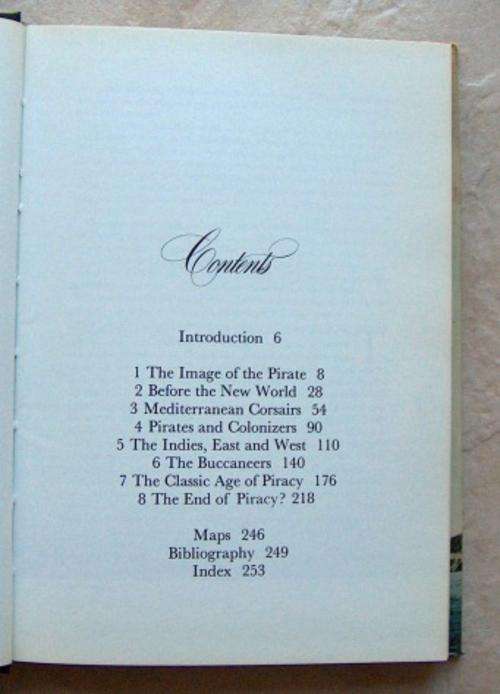 Contents
Introduction 6
1 The Image of the Pirate 8
2 Before the New World 28
3 Mediterranean Corsairs 54
4 Pirates and Colonizers 90
5 The Indies, East and West 110
6 The Buccaneers 140
7 The Classic Age of Piracy 176
8 The End of Piracy? 218
Maps 246
Bibliography 249
Index 253